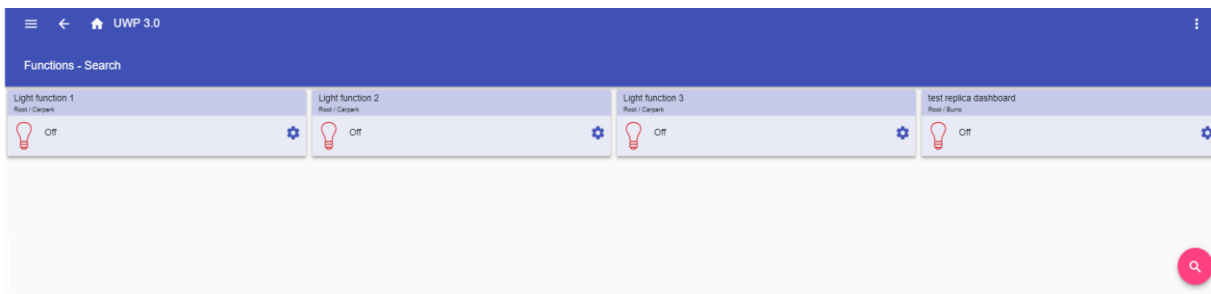 UWP 3.0
Functions - Search
Light function 1
Root / Carpark
Off
Light function 2
Root / Carpark
Off
Light function 3
Root / Carpark
Off
test replica dashboard
Root / Burns
Off